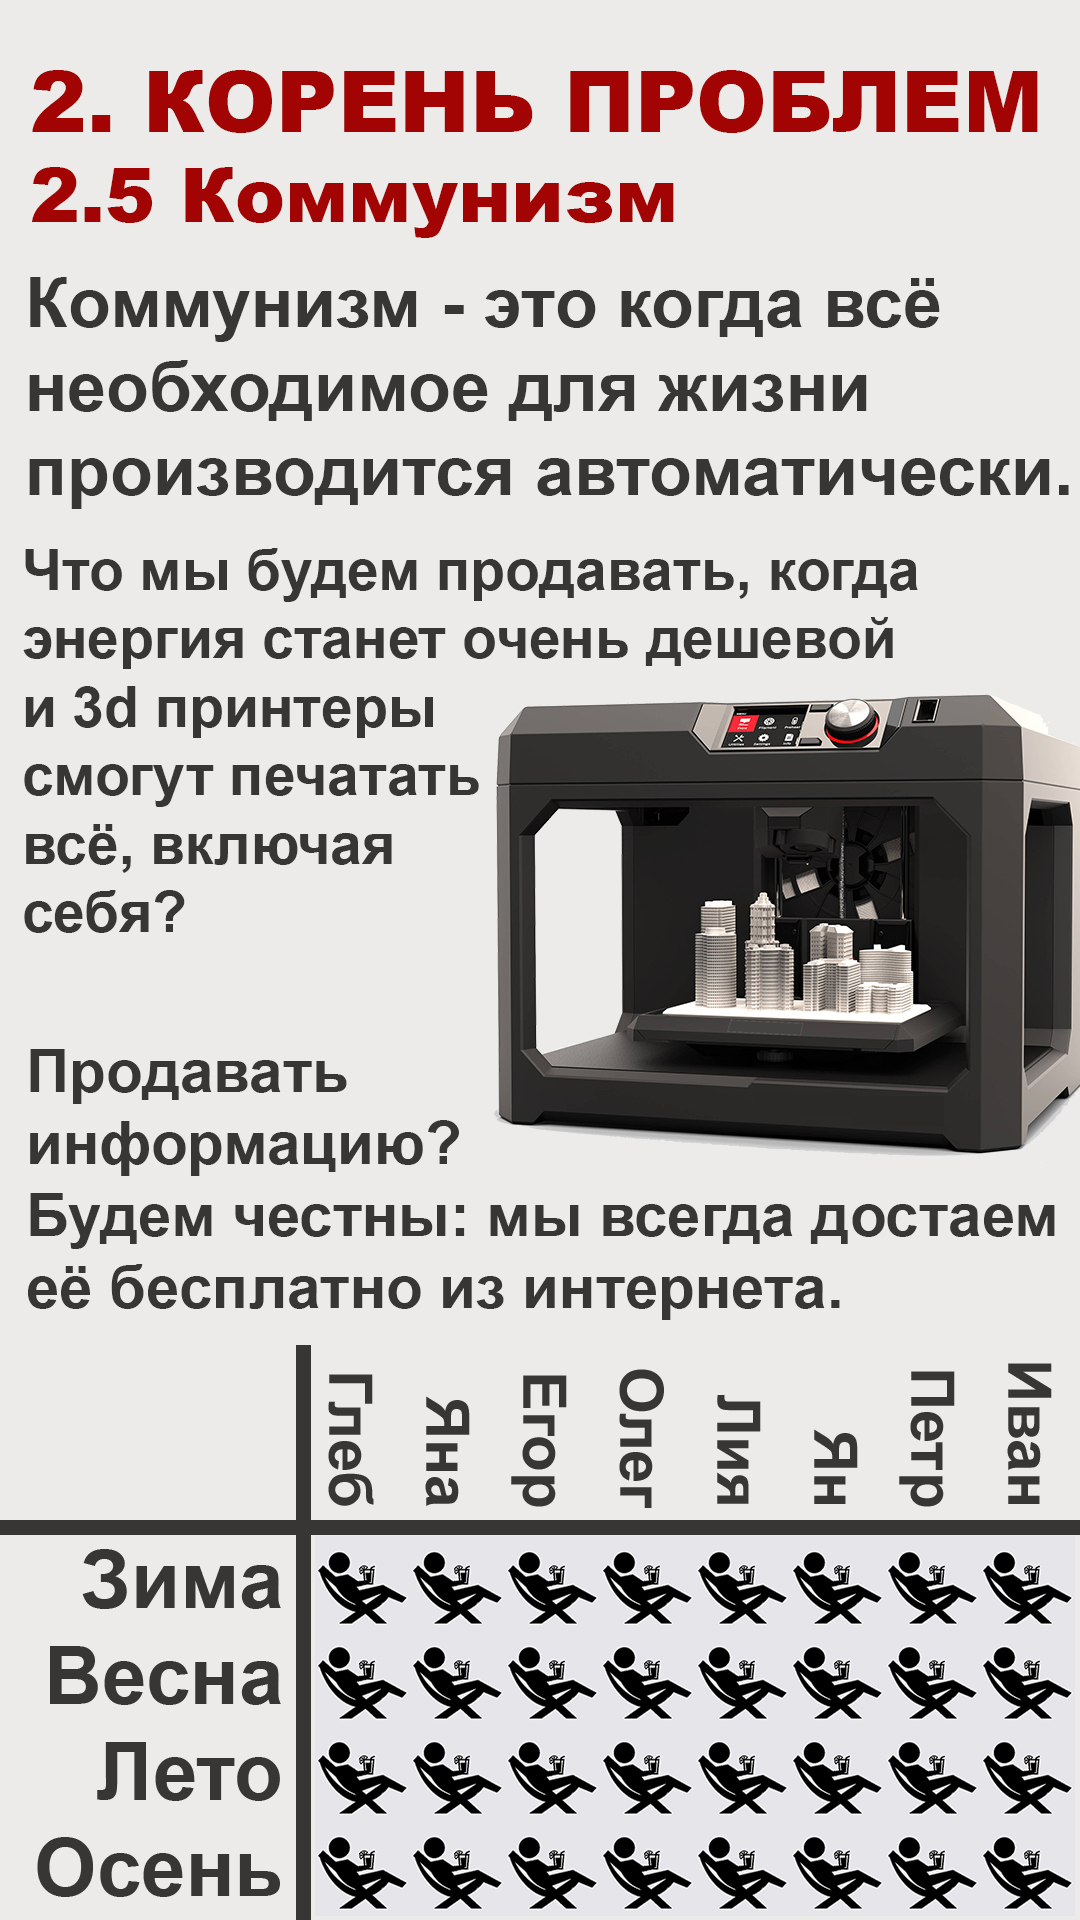 2. КОРЕНЬ ПРОБЛЕМ
2.5 Коммунизм
Коммунизм - это когда всё
необходимое для жизни
производится автоматически.
Что мы будем продавать, когда
энергия станет очень дешевой
и 3d принтеры
смогут печатать
всё, включая
себя?
Продавать
информацию?
Будем честны: мы всегда достаем
её бесплатно из интернета.
Глеб Яна Егор Олег Лия Ян Петр Иван
Зима
Весна
Лето
Осень